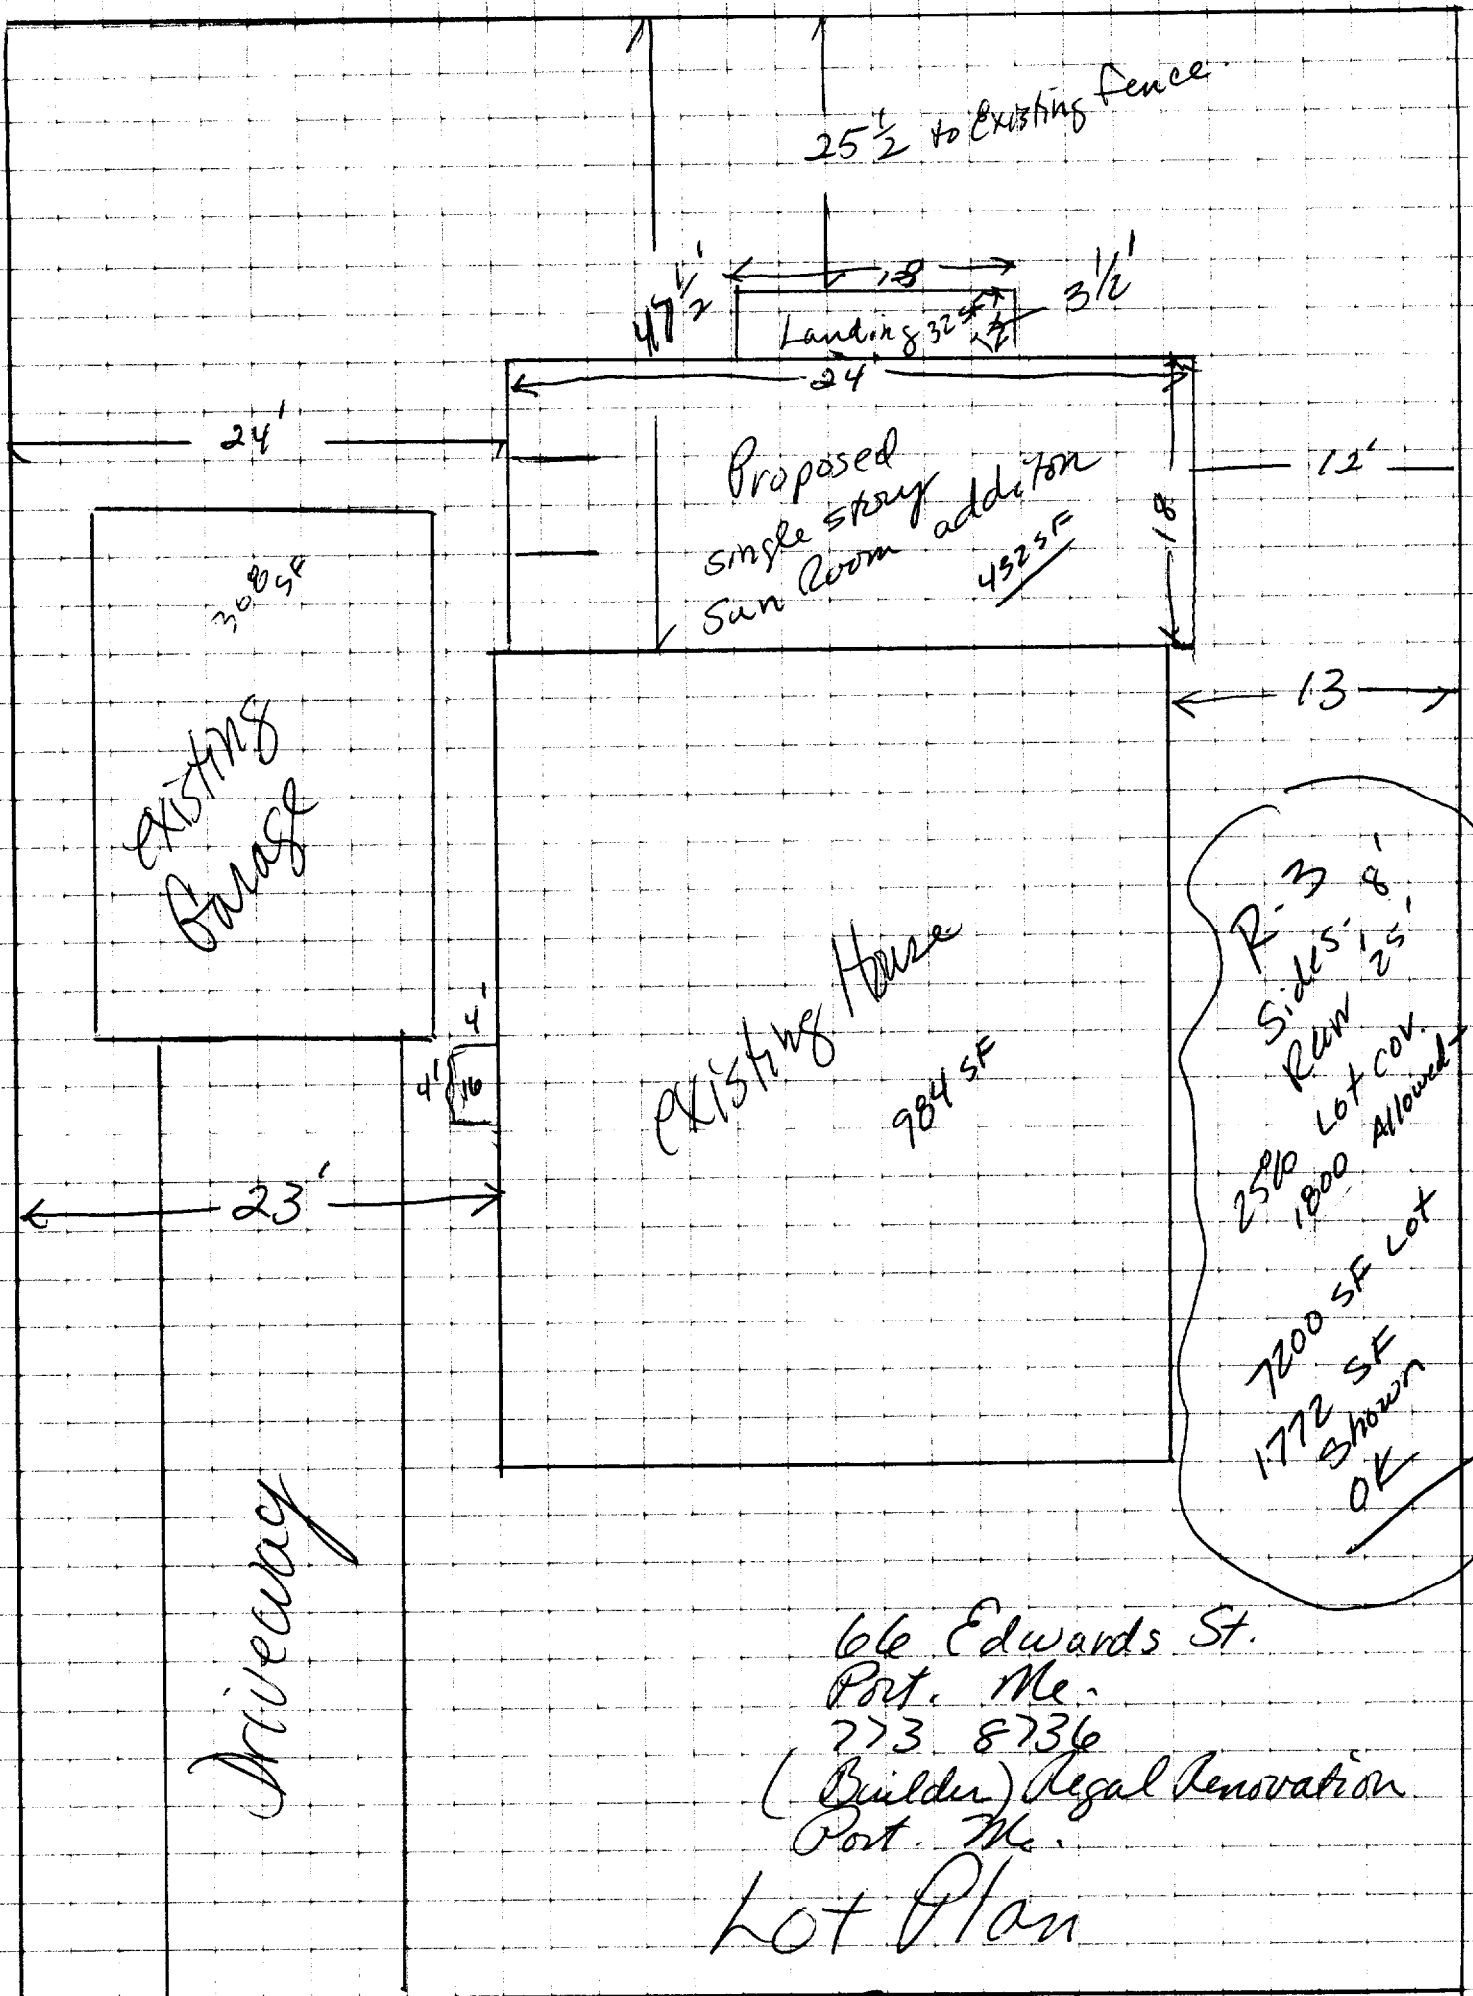 25 1/2' to Existing fence.
47 1/2'
18
3 1/2'
Landing 32 SF
24'
24'
12'
Proposed
single story
Sun Room additon
18
432 SF
308 SF
13
existing
Garage
existing House
984 SF
4'
4'
16
23'
R-3
Sides - 8'
Rear 25'
25% Lot Cov.
1800 Allowed
7200 SF Lot
1772 SF
Shown
OK
Driveway
66 Edwards St.
Port. Me.
773 8736
(Builder) Regal Renovation
Port. Me.
Lot Plan